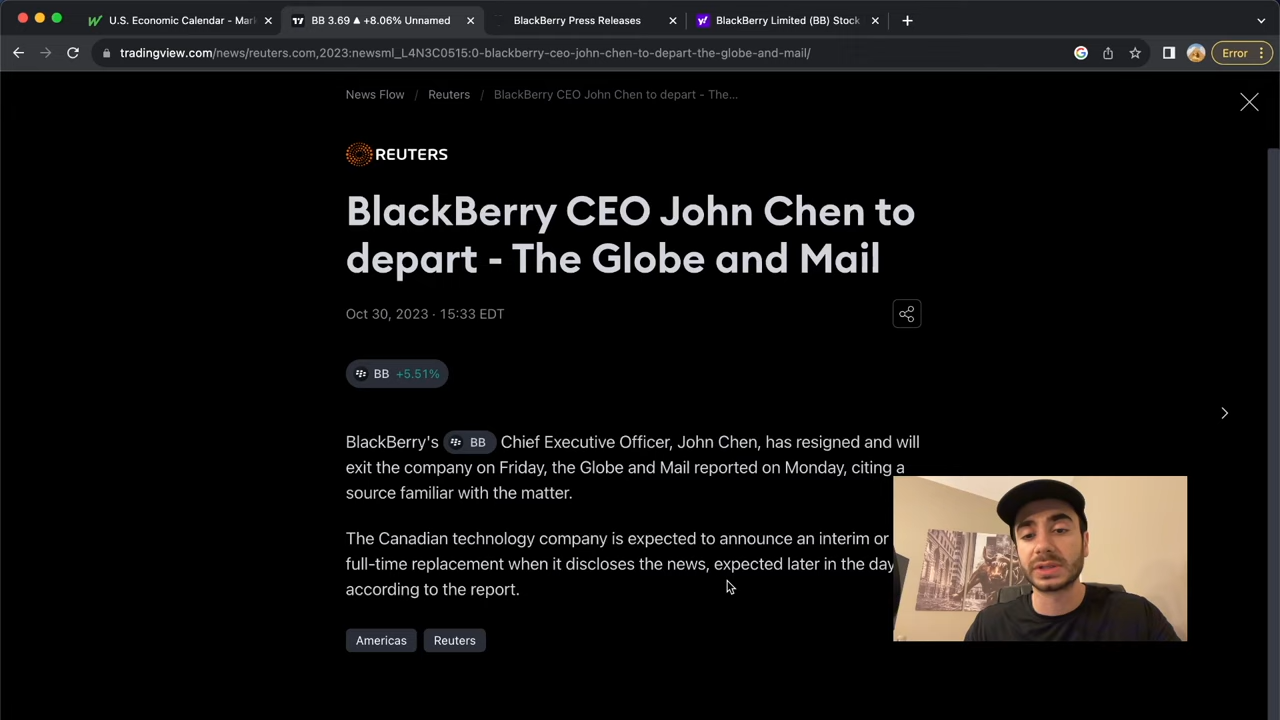 U.S. Economic Calendar - Mark
BB 3.69 ▲ +8.06% Unnamed
BlackBerry Press Releases
BlackBerry Limited (BB) Stock
tradingview.com/news/reuters.com,2023:newsml_L4N3C0515:0-blackberry-ceo-john-chen-to-depart-the-globe-and-mail/
Error
News Flow / Reuters / BlackBerry CEO John Chen to depart - The...
REUTERS
BlackBerry CEO John Chen to
depart - The Globe and Mail
Oct 30, 2023 · 15:33 EDT
BB +5.51%
BlackBerry's BB Chief Executive Officer, John Chen, has resigned and will
exit the company on Friday, the Globe and Mail reported on Monday, citing a
source familiar with the matter.
The Canadian technology company is expected to announce an interim or
full-time replacement when it discloses the news, expected later in the day
according to the report.
Americas
Reuters